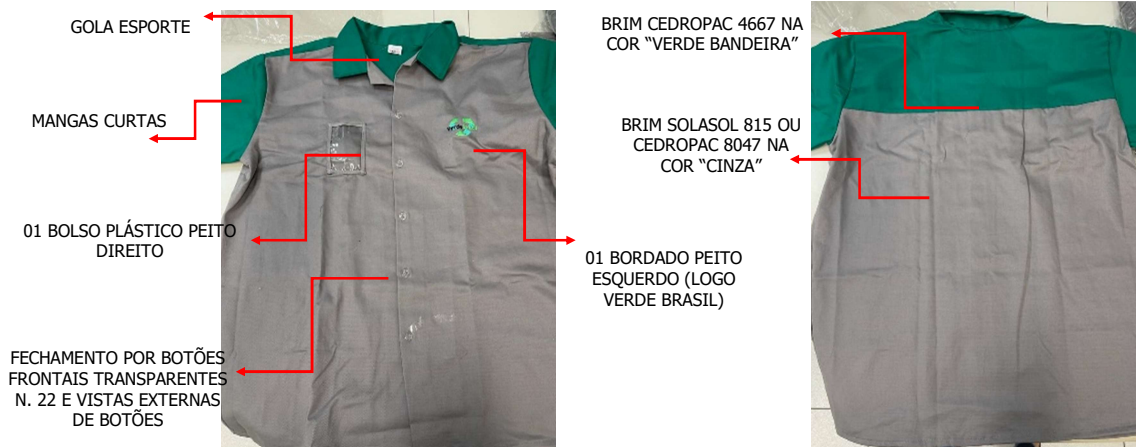 GOLA ESPORTE
MANGAS CURTAS
01 BOLSO PLÁSTICO PEITO
DIREITO
FECHAMENTO POR BOTÕES
FRONTAIS TRANSPARENTES
N. 22 E VISTAS EXTERNAS
DE BOTÕES
01 BORDADO PEITO
ESQUERDO (LOGO
VERDE BRASIL)
BRIM CEDROPAC 4667 NA
COR “VERDE BANDEIRA”
BRIM SOLASOL 815 OU
CEDROPAC 8047 NA
COR “CINZA”